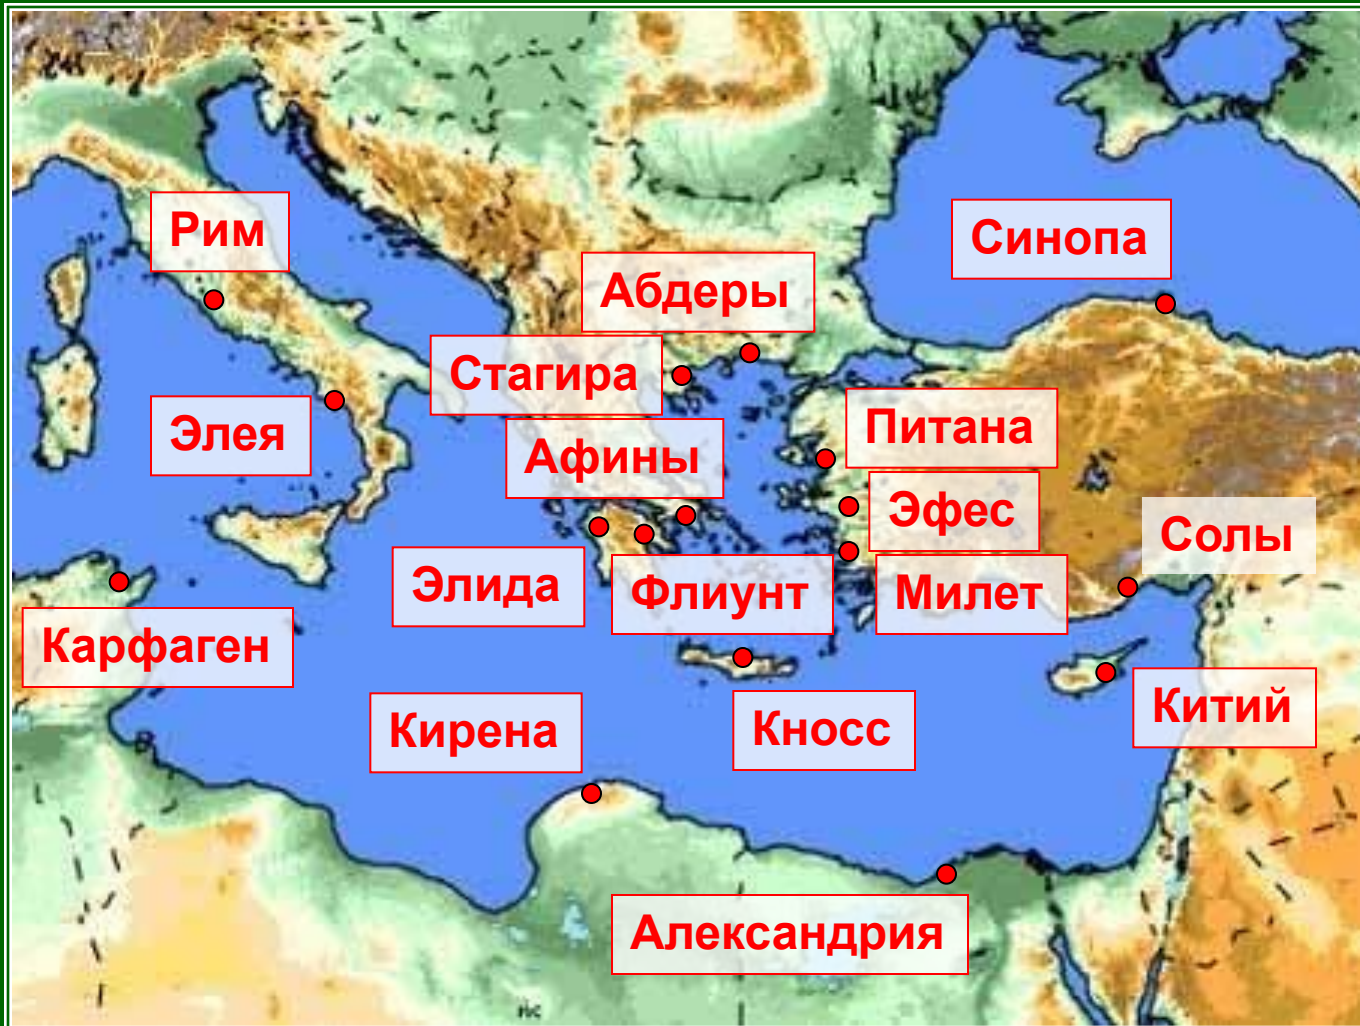 Рим
Синопа
Абдеры
Стагира
Питана
Элея
Афины
Эфес
Солы
Элида
Флиунт
Милет
Карфаген
Китий
Кирена
Кносс
Александрия